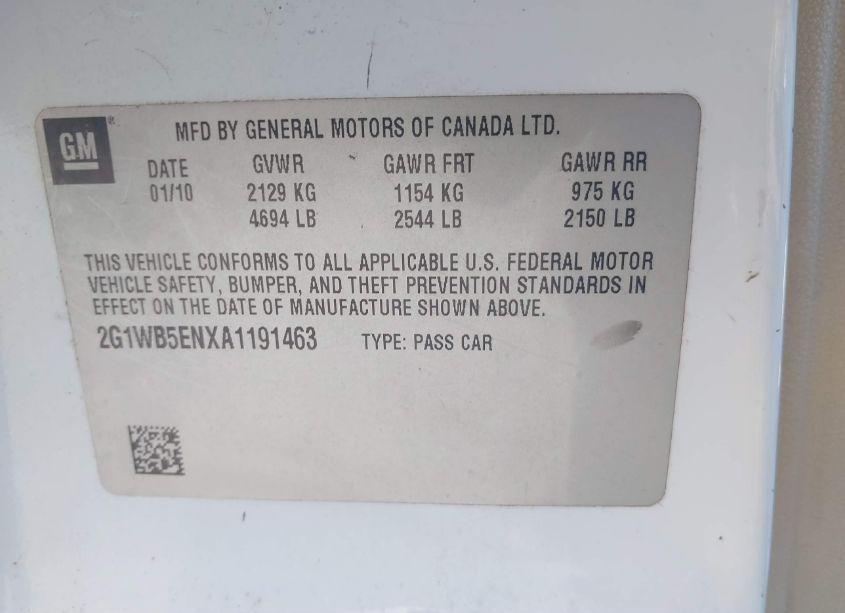 GM®
MFD BY GENERAL MOTORS OF CANADA LTD.
DATE GVWR GAWR FRT GAWR RR
01/10 2129 KG 1154 KG 975 KG
4694 LB 2544 LB 2150 LB
THIS VEHICLE CONFORMS TO ALL APPLICABLE U.S. FEDERAL MOTOR
VEHICLE SAFETY, BUMPER, AND THEFT PREVENTION STANDARDS IN
EFFECT ON THE DATE OF MANUFACTURE SHOWN ABOVE.
2G1WB5ENXA1191463 TYPE: PASS CAR